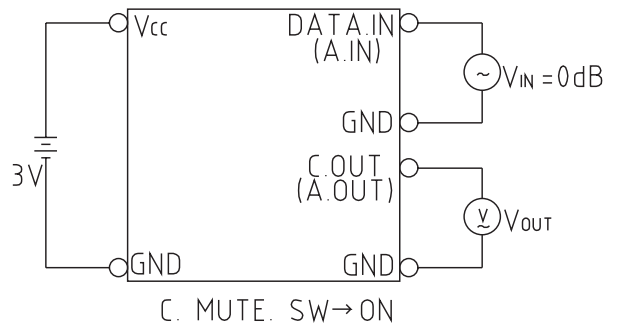 Vcc
DATA.IN
(A.IN)
~
VIN =0dB
GND
3V
C.OUT
(A.OUT)
V
~
VOUT
GND
GND
C. MUTE. SW→ON